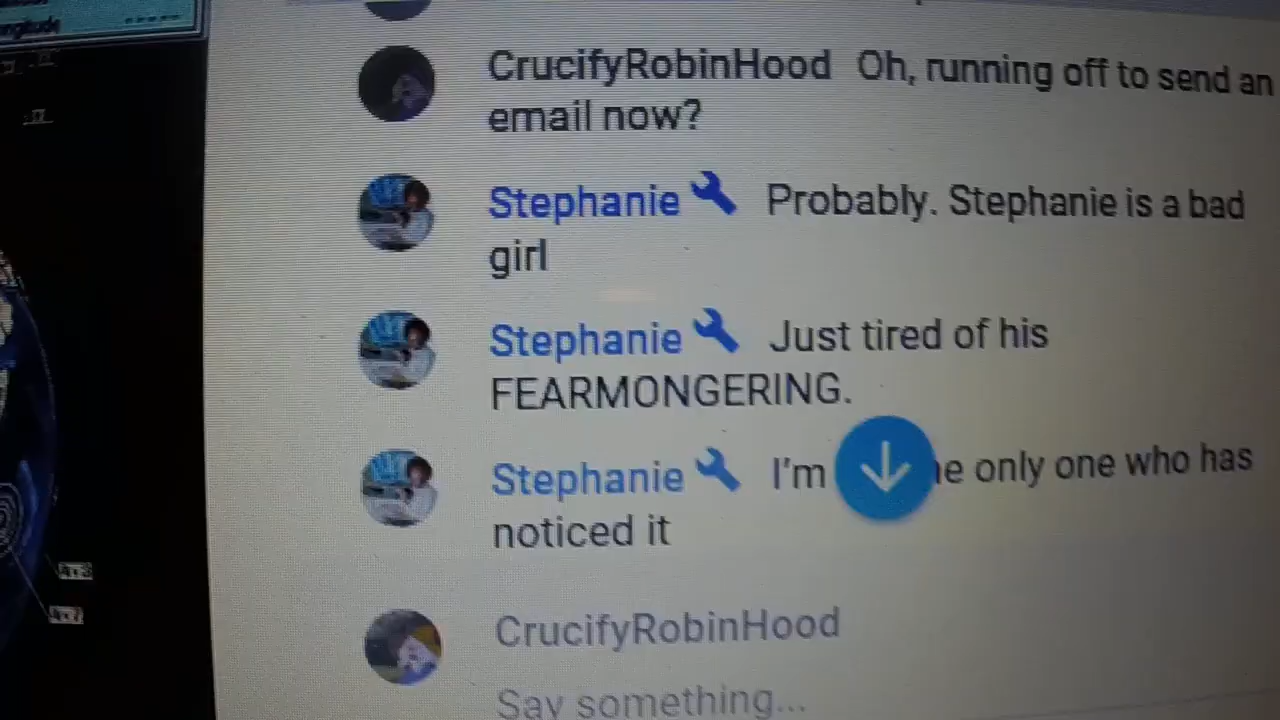 CrucifyRobinHood Oh, running off to send an
email now?
Stephanie Probably. Stephanie is a bad
girl
Stephanie Just tired of his
FEARMONGERING.
Stephanie I'm only one who has
noticed it
CrucifyRobinHood
Say something...